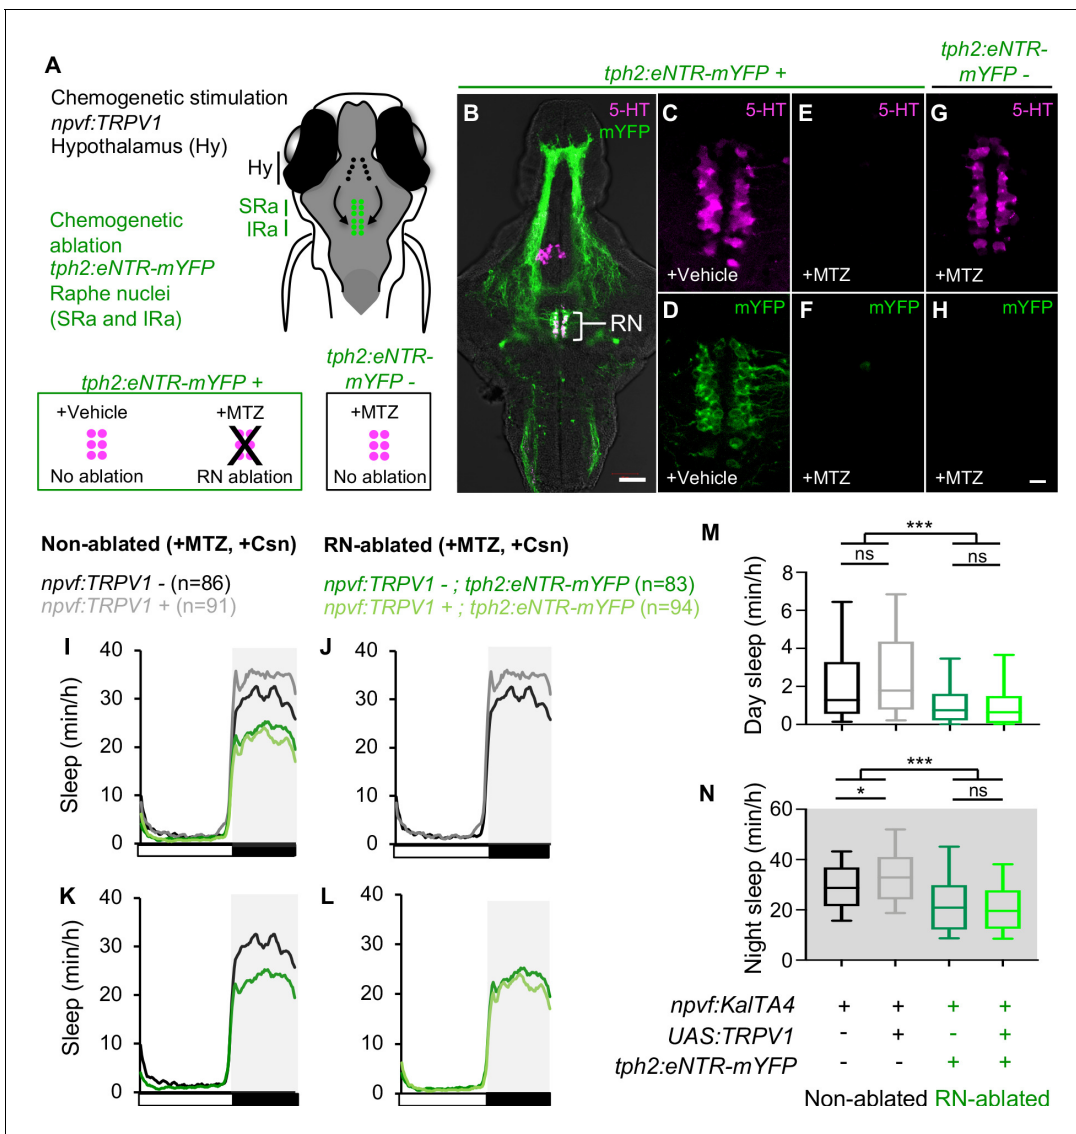 A
Chemogenetic stimulation
npvf:TRPV1
Hypothalamus (Hy)
Hy
SRa
IRa
Chemogenetic
ablation
tph2:eNTR-mYFP
Raphe nuclei
(SRa and IRa)
tph2:eNTR-mYFP +
tph2:eNTR-
mYFP -
+Vehicle
+MTZ
+MTZ
No ablation
RN ablation
No ablation
tph2:eNTR-mYFP +
tph2:eNTR-
mYFP -
B
5-HT
mYFP
RN
C
5-HT
+Vehicle
E
5-HT
+MTZ
G
5-HT
+MTZ
D
mYFP
+Vehicle
F
mYFP
+MTZ
H
mYFP
+MTZ
Non-ablated (+MTZ, +Csn)
npvf:TRPV1 - (n=86)
npvf:TRPV1 + (n=91)
RN-ablated (+MTZ, +Csn)
npvf:TRPV1 - ; tph2:eNTR-mYFP (n=83)
npvf:TRPV1 + ; tph2:eNTR-mYFP (n=94)
I
Sleep (min/h)
40
30
20
10
0
J
40
30
20
10
0
K
Sleep (min/h)
40
30
20
10
0
L
40
30
20
10
0
M
***
ns
ns
Day sleep (min/h)
8
6
4
2
0
N
***
*
ns
Night sleep (min/h)
60
40
20
0
npvf:KalTA4 + + + +
UAS:TRPV1 - + - +
tph2:eNTR-mYFP - - + +
Non-ablated RN-ablated